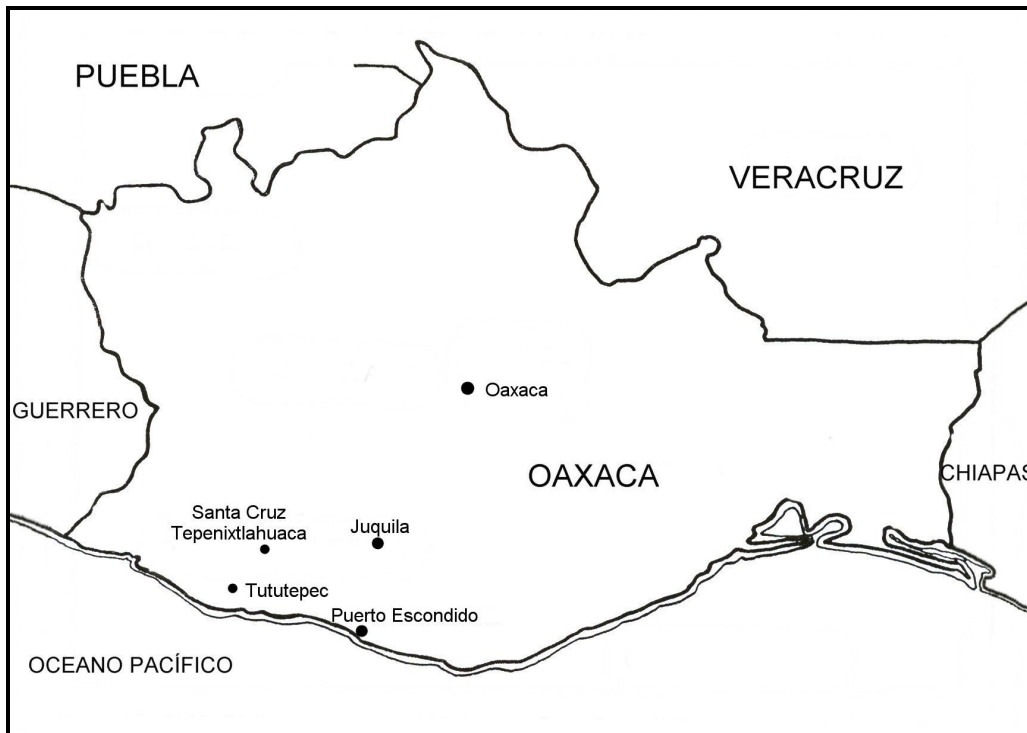 PUEBLA
VERACRUZ
Oaxaca
GUERRERO
OAXACA
CHIAPAS
Santa Cruz
Tepenixtlahuaca
Juquila
Tututepec
Puerto Escondido
OCEANO PACÍFICO